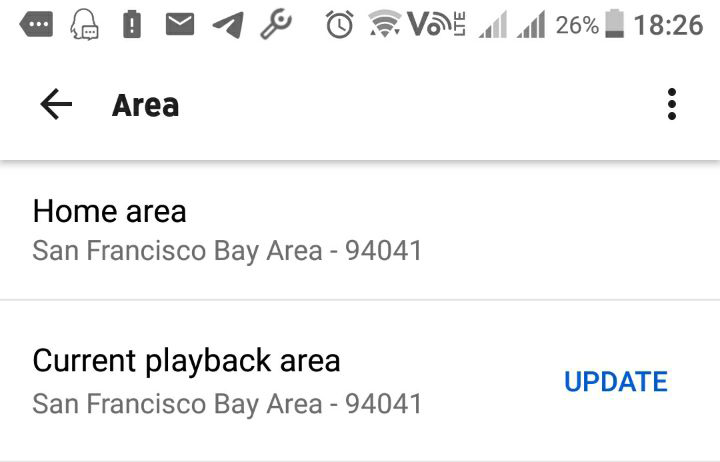 VoLTE 26% 18:26
Area
Home area
San Francisco Bay Area - 94041
Current playback area
UPDATE
San Francisco Bay Area - 94041